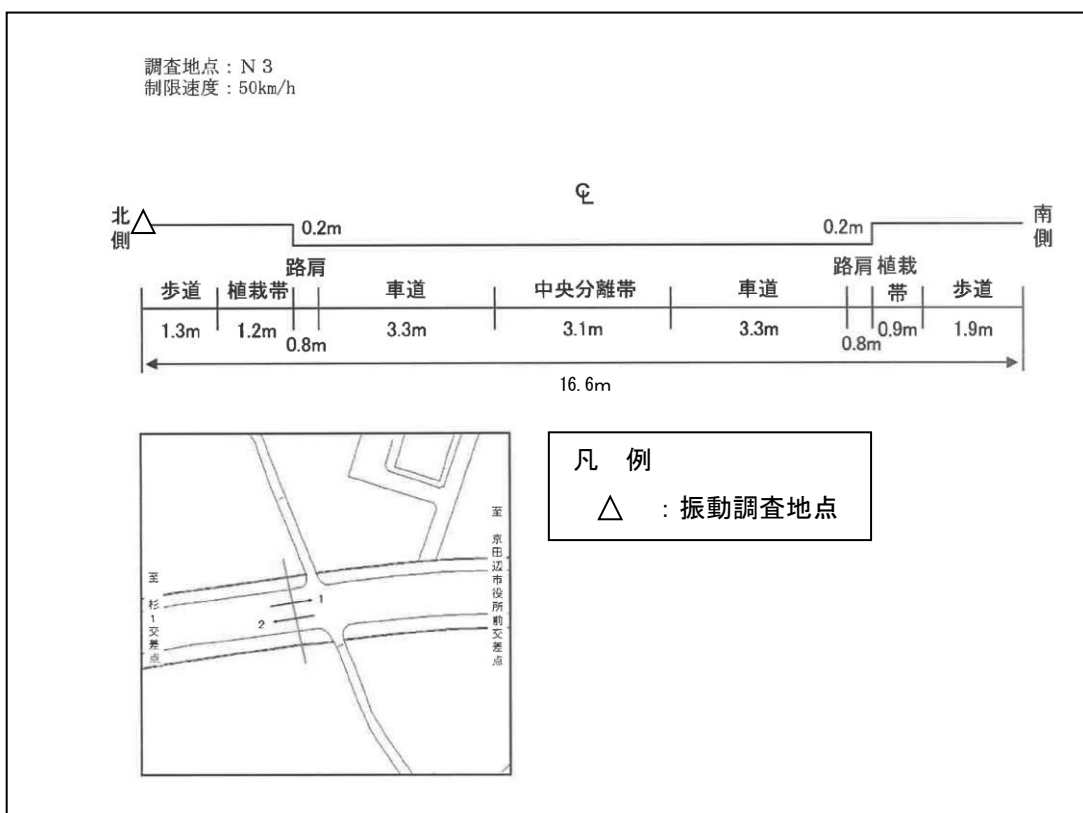 調査地点：Ｎ３
制限速度：50km/h
℄
北側
0.2m
0.2m
南側
路肩
路肩
植栽帯
歩道
植栽帯
車道
中央分離帯
車道
歩道
1.3m
1.2m
0.8m
3.3m
3.1m
3.3m
0.8m
0.9m
1.9m
16.6m
至 杉１交差点
1
2
至 京田辺市役所前交差点
凡 例
△ ：振動調査地点